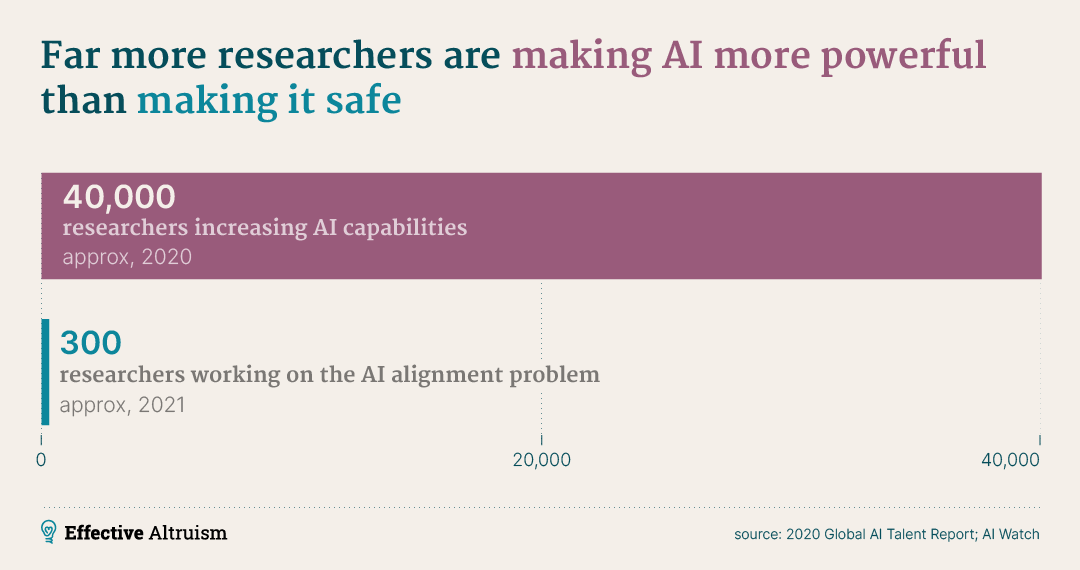 Far more researchers are making AI more powerful
than making it safe
40,000
researchers increasing AI capabilities
approx, 2020
300
researchers working on the AI alignment problem
approx, 2021
0 20,000 40,000
Effective Altruism
source: 2020 Global AI Talent Report; AI Watch